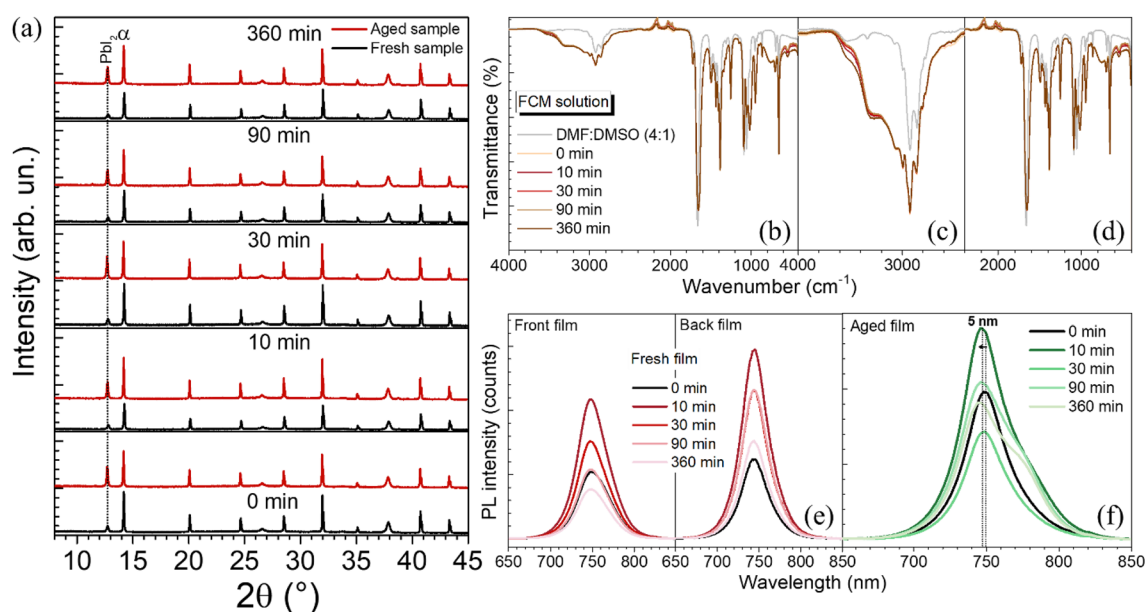 (a)
PbI₂
α
360 min
Aged sample
Fresh sample
90 min
30 min
10 min
0 min
Intensity (arb. un.)
8 10 15 20 25 30 35 40 45
2θ (°)
FCM solution
DMF:DMSO (4:1)
0 min
10 min
30 min
90 min
360 min
(b)
(c)
(d)
Transmittance (%)
4000 3000 2000 1000 4000 3000 2000 1000
Wavenumber (cm⁻¹)
Front film
Back film
Fresh film
0 min
10 min
30 min
90 min
360 min
(e)
Aged film
5 nm
0 min
10 min
30 min
90 min
360 min
(f)
PL intensity (counts)
650 700 750 800 650 700 750 800 850 700 750 800 850
Wavelength (nm)